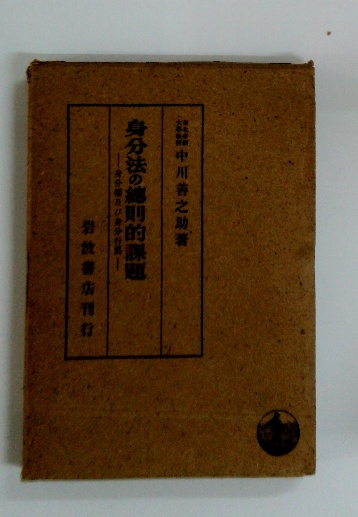 中川善之助著
身分法の總則的課題
―身分權及び身分行爲―
岩波書店刊行